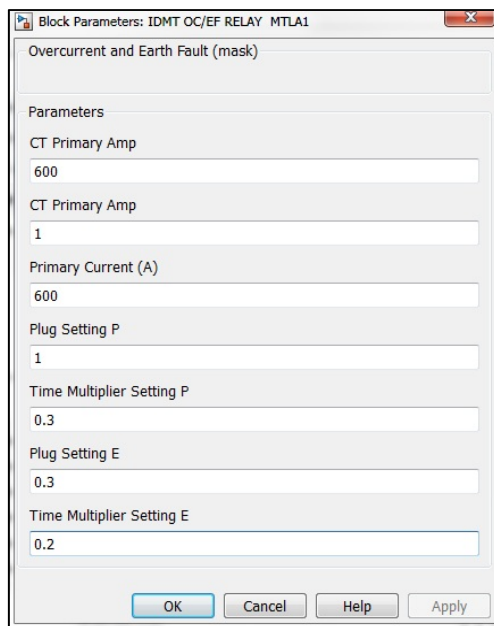 Block Parameters: IDMT OC/EF RELAY MTLA1
Overcurrent and Earth Fault (mask)
Parameters
CT Primary Amp
600
CT Primary Amp
1
Primary Current (A)
600
Plug Setting P
1
Time Multiplier Setting P
0.3
Plug Setting E
0.3
Time Multiplier Setting E
0.2
OK Cancel Help Apply